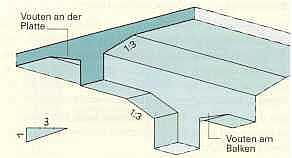 Vouten an der
Platte
1:3
1:3
3
1
Vouten am
Balken